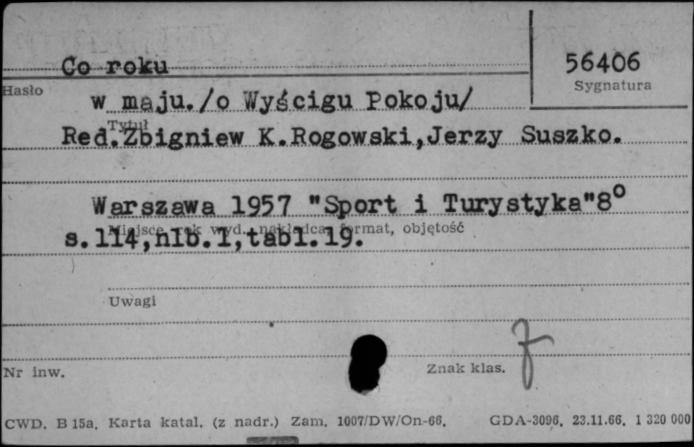 Co roku
56406
Hasło
Sygnatura
w maju./o Wyścigu Pokoju/
Tytuł
Red.Zbigniew K.Rogowski,Jerzy Suszko.
Warszawa 1957 "Sport i Turystyka"8°
Miejsce, rok wyd., nakładca, format, objętość
s.114,nlb.1,tabl.19.
Uwagi
Nr inw.
Znak klas.
CWD. B 15a. Karta katal. (z nadr.) Zam. 1007/DW/On-66. GDA-3096. 23.11.66. 1 320 000